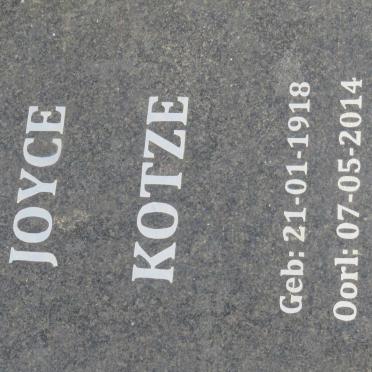 JOYCE
KOTZE
Geb: 21-01-1918
Oorl: 07-05-2014